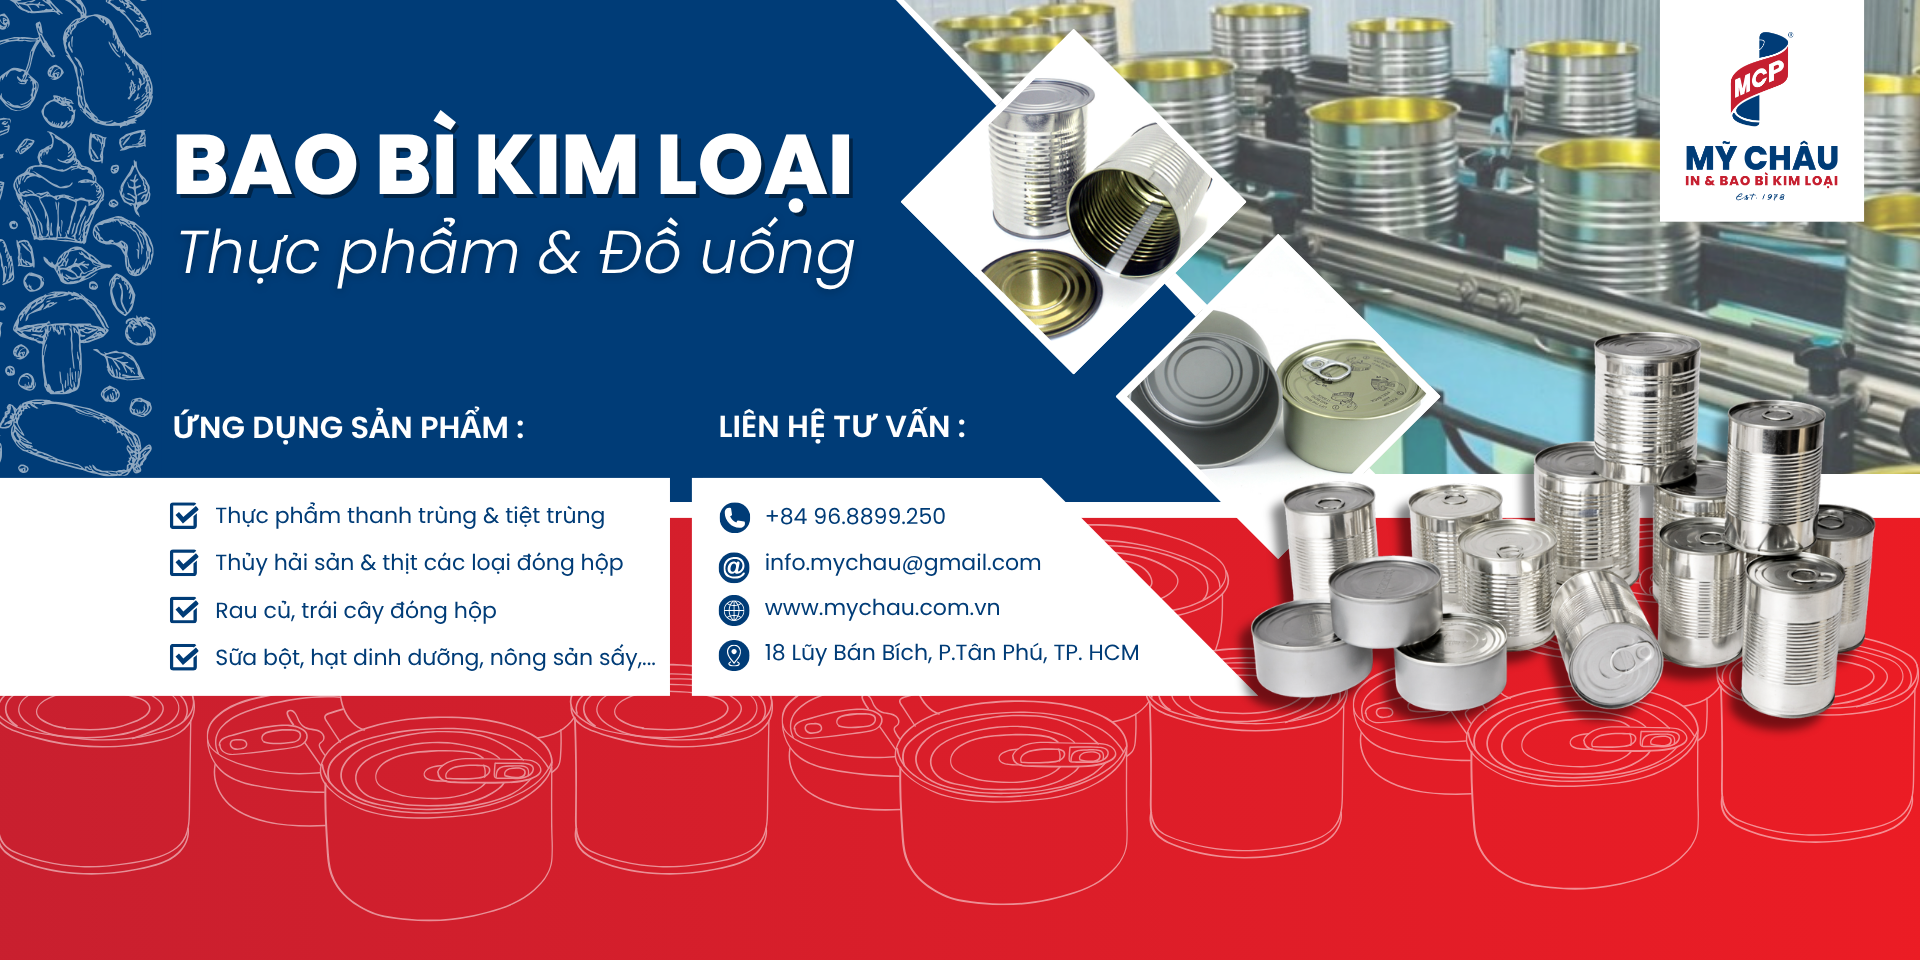 BAO BÌ KIM LOẠI
Thực phẩm & Đồ uống
MCP
®
MỸ CHÂU
IN & BAO BÌ KIM LOẠI
Est. 1978
ỨNG DỤNG SẢN PHẨM :
Thực phẩm thanh trùng & tiệt trùng
Thủy hải sản & thịt các loại đóng hộp
Rau củ, trái cây đóng hộp
Sữa bột, hạt dinh dưỡng, nông sản sấy,...
LIÊN HỆ TƯ VẤN :
+84 96.8899.250
info.mychau@gmail.com
www.mychau.com.vn
18 Lũy Bán Bích, P.Tân Phú, TP. HCM